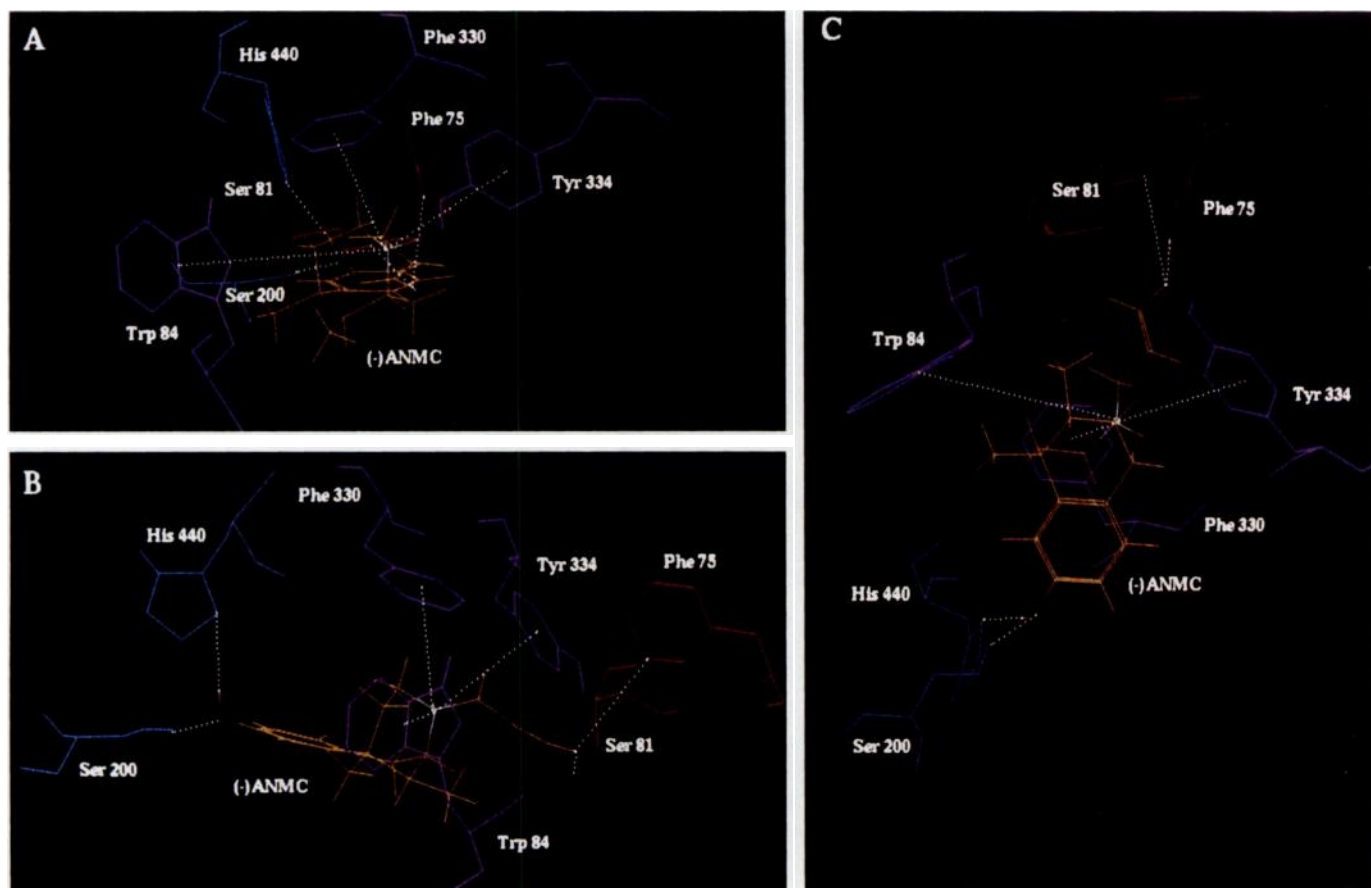 A
His 440
Phe 330
Phe 75
Ser 81
Tyr 334
Ser 200
Trp 84
(-)ANMC
B
Phe 330
His 440
Tyr 334
Phe 75
Ser 81
Ser 200
(-)ANMC
Trp 84
C
Ser 81
Phe 75
Trp 84
Tyr 334
Phe 330
(-)ANMC
His 440
Ser 200